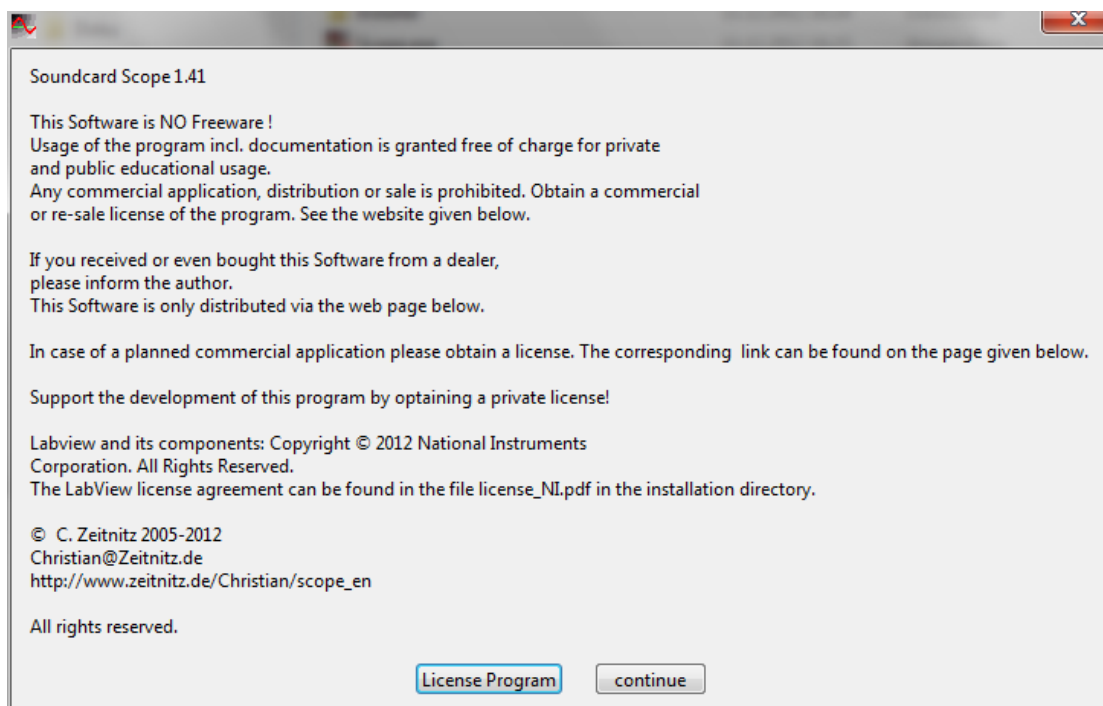 Soundcard Scope 1.41
This Software is NO Freeware !
Usage of the program incl. documentation is granted free of charge for private
and public educational usage.
Any commercial application, distribution or sale is prohibited. Obtain a commercial
or re-sale license of the program. See the website given below.
If you received or even bought this Software from a dealer,
please inform the author.
This Software is only distributed via the web page below.
In case of a planned commercial application please obtain a license. The corresponding  link can be found on the page given below.
Support the development of this program by optaining a private license!
Labview and its components: Copyright © 2012 National Instruments
Corporation. All Rights Reserved.
The LabView license agreement can be found in the file license_NI.pdf in the installation directory.
©  C. Zeitnitz 2005-2012
Christian@Zeitnitz.de
http://www.zeitnitz.de/Christian/scope_en
All rights reserved.
License Program
continue